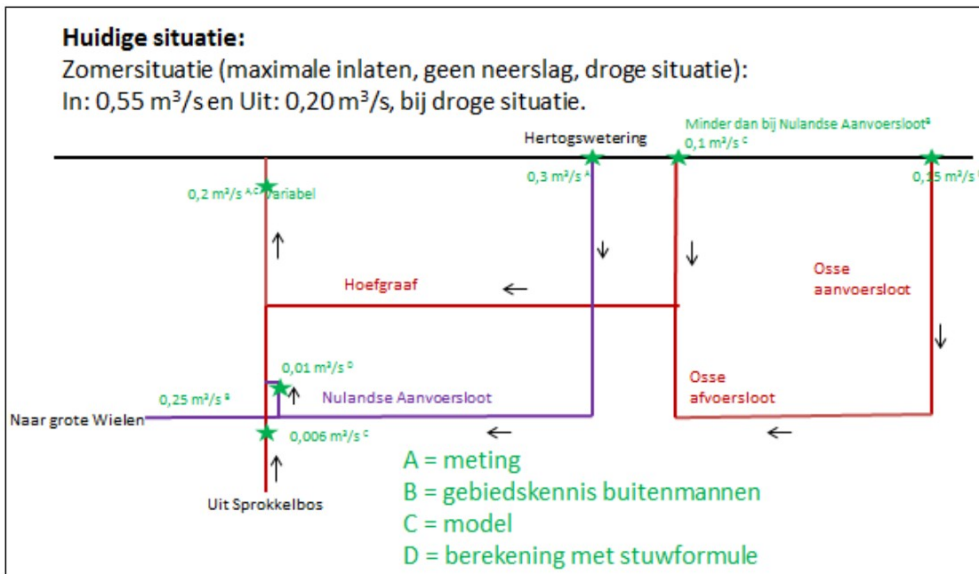 Huidige situatie:
Zomersituatie (maximale inlaten, geen neerslag, droge situatie):
In: 0,55 m³/s en Uit: 0,20 m³/s, bij droge situatie.
Hertogswetering
Minder dan bij Nulandse Aanvoersloot ᴮ
0,1 m³/s ᶜ
0,2 m³/s ᴬ,ᶜ variabel
0,3 m³/s ᴬ
0,15 m³/s
Hoefgraaf
Osse
aanvoersloot
0,01 m³/s ᴰ
0,25 m³/s ᴮ
Nulandse Aanvoersloot
Osse
afvoersloot
Naar grote Wielen
0,006 m³/s ᶜ
Uit Sprokkelbos
A = meting
B = gebiedskennis buitenmannen
C = model
D = berekening met stuwformule